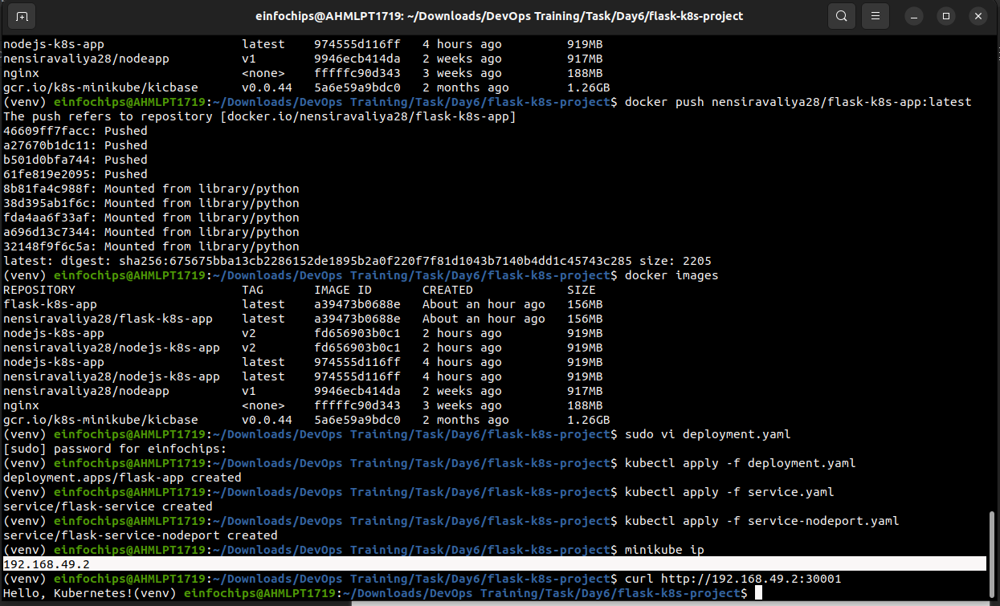 einfochips@AHMLPT1719: ~/Downloads/DevOps Training/Task/Day6/flask-k8s-project
nodejs-k8s-app                 latest    974555d116ff   4 hours ago         919MB
nensiravaliya28/nodeapp        v1        9946ecb414da   2 weeks ago         917MB
nginx                          <none>    fffffc90d343   3 weeks ago         188MB
gcr.io/k8s-minikube/kicbase    v0.0.44   5a6e59a9bdc0   2 months ago        1.26GB
(venv) einfochips@AHMLPT1719:~/Downloads/DevOps Training/Task/Day6/flask-k8s-project$ docker push nensiravaliya28/flask-k8s-app:latest
The push refers to repository [docker.io/nensiravaliya28/flask-k8s-app]
46609ff7facc: Pushed
a27670b1dc11: Pushed
b501d0bfa744: Pushed
61fe819e2095: Pushed
8b81fa4c988f: Mounted from library/python
38d395ab1f6c: Mounted from library/python
fda4aa6f33af: Mounted from library/python
a696d13c7344: Mounted from library/python
32148f9f6c5a: Mounted from library/python
latest: digest: sha256:675675bba13cb2286152de1895b2a0f220f7f81d1043b7140b4dd1c45743c285 size: 2205
(venv) einfochips@AHMLPT1719:~/Downloads/DevOps Training/Task/Day6/flask-k8s-project$ docker images
REPOSITORY                     TAG       IMAGE ID       CREATED             SIZE
flask-k8s-app                  latest    a39473b0688e   About an hour ago   156MB
nensiravaliya28/flask-k8s-app  latest    a39473b0688e   About an hour ago   156MB
nodejs-k8s-app                 v2        fd656903b0c1   2 hours ago         919MB
nensiravaliya28/nodejs-k8s-app v2        fd656903b0c1   2 hours ago         919MB
nodejs-k8s-app                 latest    974555d116ff   4 hours ago         919MB
nensiravaliya28/nodejs-k8s-app latest    974555d116ff   4 hours ago         919MB
nensiravaliya28/nodeapp        v1        9946ecb414da   2 weeks ago         917MB
nginx                          <none>    fffffc90d343   3 weeks ago         188MB
gcr.io/k8s-minikube/kicbase    v0.0.44   5a6e59a9bdc0   2 months ago        1.26GB
(venv) einfochips@AHMLPT1719:~/Downloads/DevOps Training/Task/Day6/flask-k8s-project$ sudo vi deployment.yaml
[sudo] password for einfochips:
(venv) einfochips@AHMLPT1719:~/Downloads/DevOps Training/Task/Day6/flask-k8s-project$ kubectl apply -f deployment.yaml
deployment.apps/flask-app created
(venv) einfochips@AHMLPT1719:~/Downloads/DevOps Training/Task/Day6/flask-k8s-project$ kubectl apply -f service.yaml
service/flask-service created
(venv) einfochips@AHMLPT1719:~/Downloads/DevOps Training/Task/Day6/flask-k8s-project$ kubectl apply -f service-nodeport.yaml
service/flask-service-nodeport created
(venv) einfochips@AHMLPT1719:~/Downloads/DevOps Training/Task/Day6/flask-k8s-project$ minikube ip
192.168.49.2
(venv) einfochips@AHMLPT1719:~/Downloads/DevOps Training/Task/Day6/flask-k8s-project$ curl http://192.168.49.2:30001
Hello, Kubernetes!(venv) einfochips@AHMLPT1719:~/Downloads/DevOps Training/Task/Day6/flask-k8s-project$